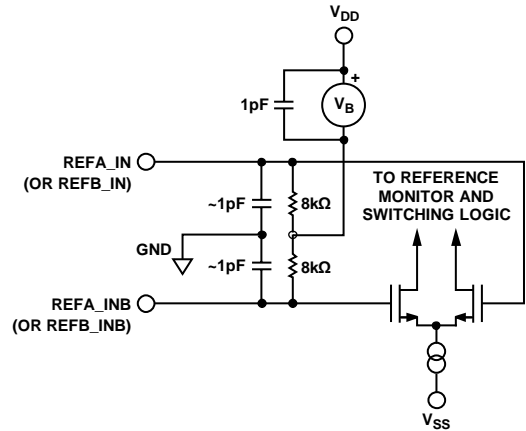 VDD
1pF
+
VB
REFA_IN
(OR REFB_IN)
TO REFERENCE
MONITOR AND
SWITCHING LOGIC
~1pF
8kΩ
GND
~1pF
8kΩ
REFA_INB
(OR REFB_INB)
VSS